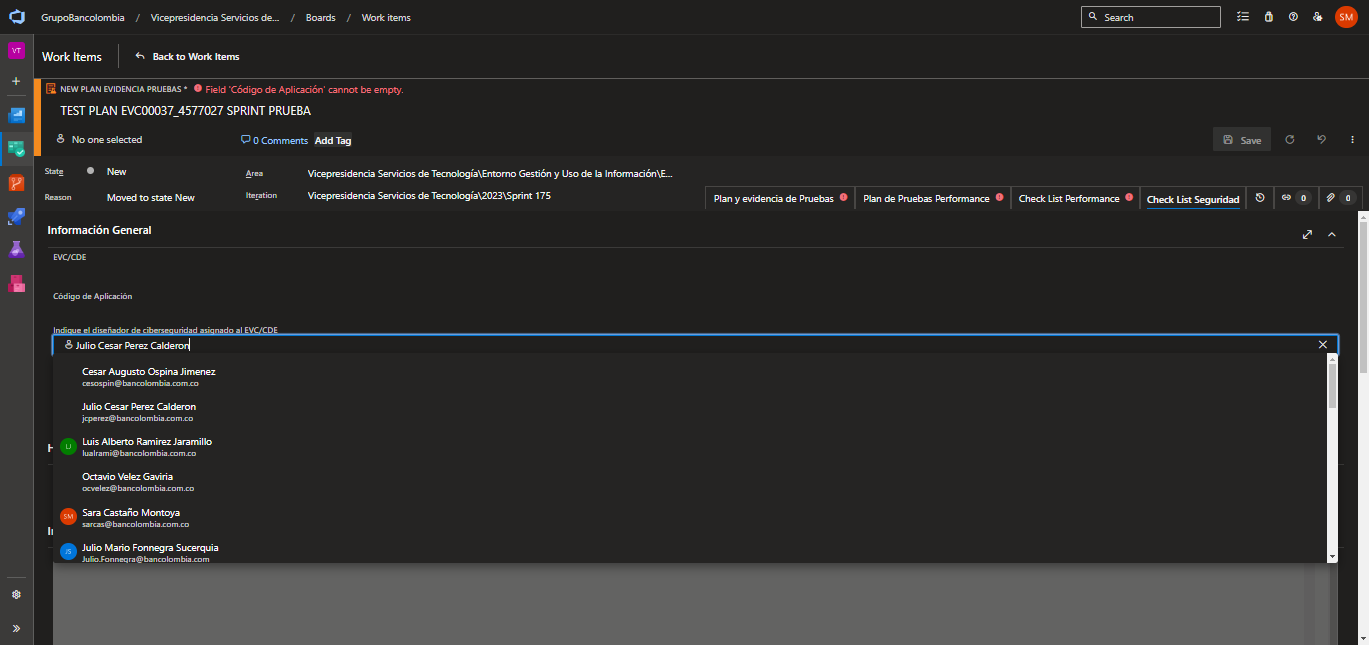 GrupoBancolombia / Vicepresidencia Servicios de... / Boards / Work items
Search
SM
VT
Work Items
Back to Work Items
NEW PLAN EVIDENCIA PRUEBAS * Field 'Código de Aplicación' cannot be empty.
TEST PLAN EVC00037_4577027 SPRINT PRUEBA
No one selected
0 Comments
Add Tag
Save
State
New
Area
Vicepresidencia Servicios de Tecnología\Entorno Gestión y Uso de la Información\E...
Reason
Moved to state New
Iteration
Vicepresidencia Servicios de Tecnología\2023\Sprint 175
Plan y evidencia de Pruebas
Plan de Pruebas Performance
Check List Performance
Check List Seguridad
0
0
Información General
EVC/CDE
Código de Aplicación
Indique el diseñador de ciberseguridad asignado al EVC/CDE
Julio Cesar Perez Calderon
Cesar Augusto Ospina Jimenez
cesospin@bancolombia.com.co
Julio Cesar Perez Calderon
jcperez@bancolombia.com.co
LJ
Luis Alberto Ramirez Jaramillo
lualrami@bancolombia.com.co
Octavio Velez Gaviria
ocvelez@bancolombia.com.co
SM
Sara Castaño Montoya
sarcas@bancolombia.com.co
JS
Julio Mario Fonnegra Sucerquia
Julio.Fonnegra@bancolombia.com